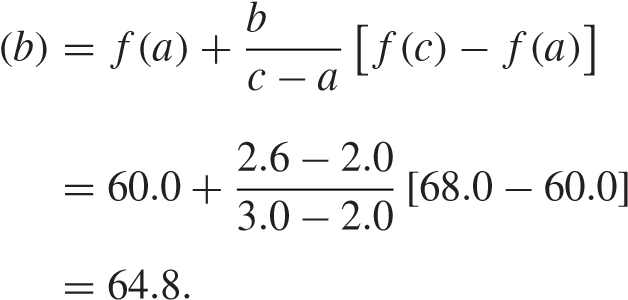 (b) = f(a) + b / (c − a) [f(c) − f(a)]
= 60.0 + (2.6 − 2.0) / (3.0 − 2.0) [68.0 − 60.0]
= 64.8.